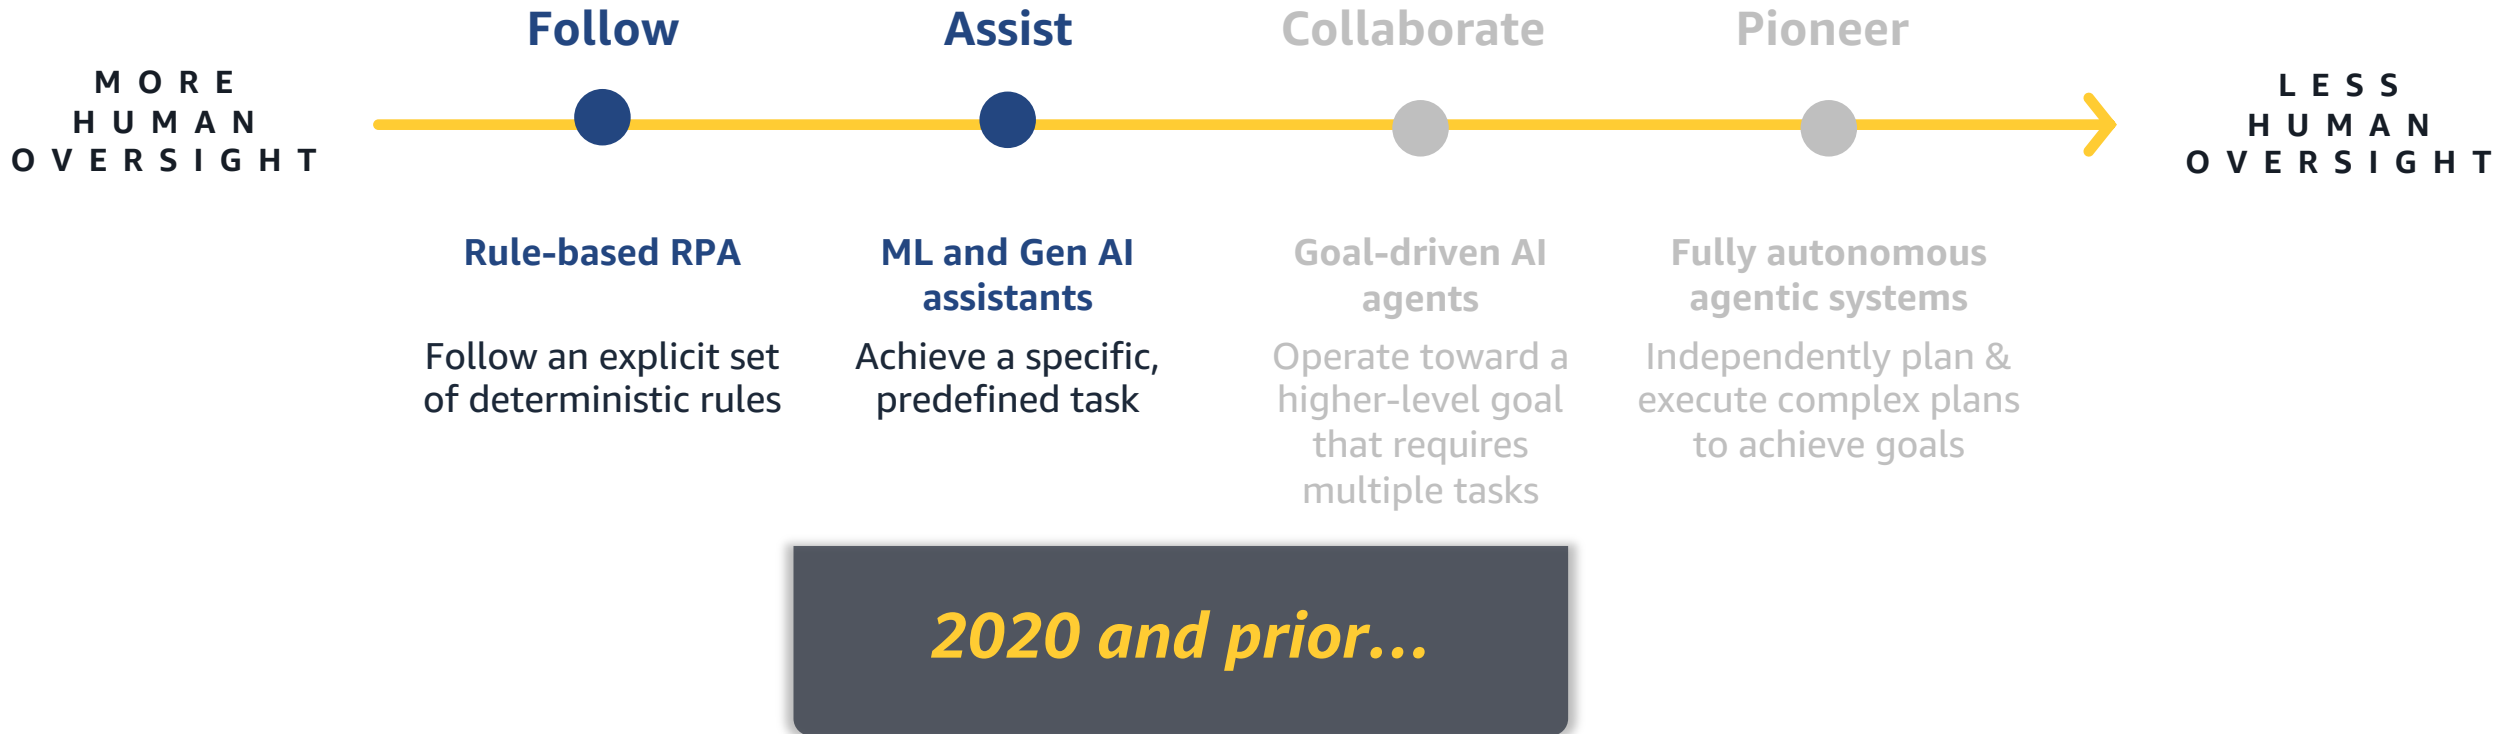 MORE
HUMAN
OVERSIGHT
Follow
Assist
Collaborate
Pioneer
LESS
HUMAN
OVERSIGHT
Rule-based RPA
Follow an explicit set
of deterministic rules
ML and Gen AI
assistants
Achieve a specific,
predefined task
Goal-driven AI
agents
Operate toward a
higher-level goal
that requires
multiple tasks
Fully autonomous
agentic systems
Independently plan &
execute complex plans
to achieve goals
2020 and prior...